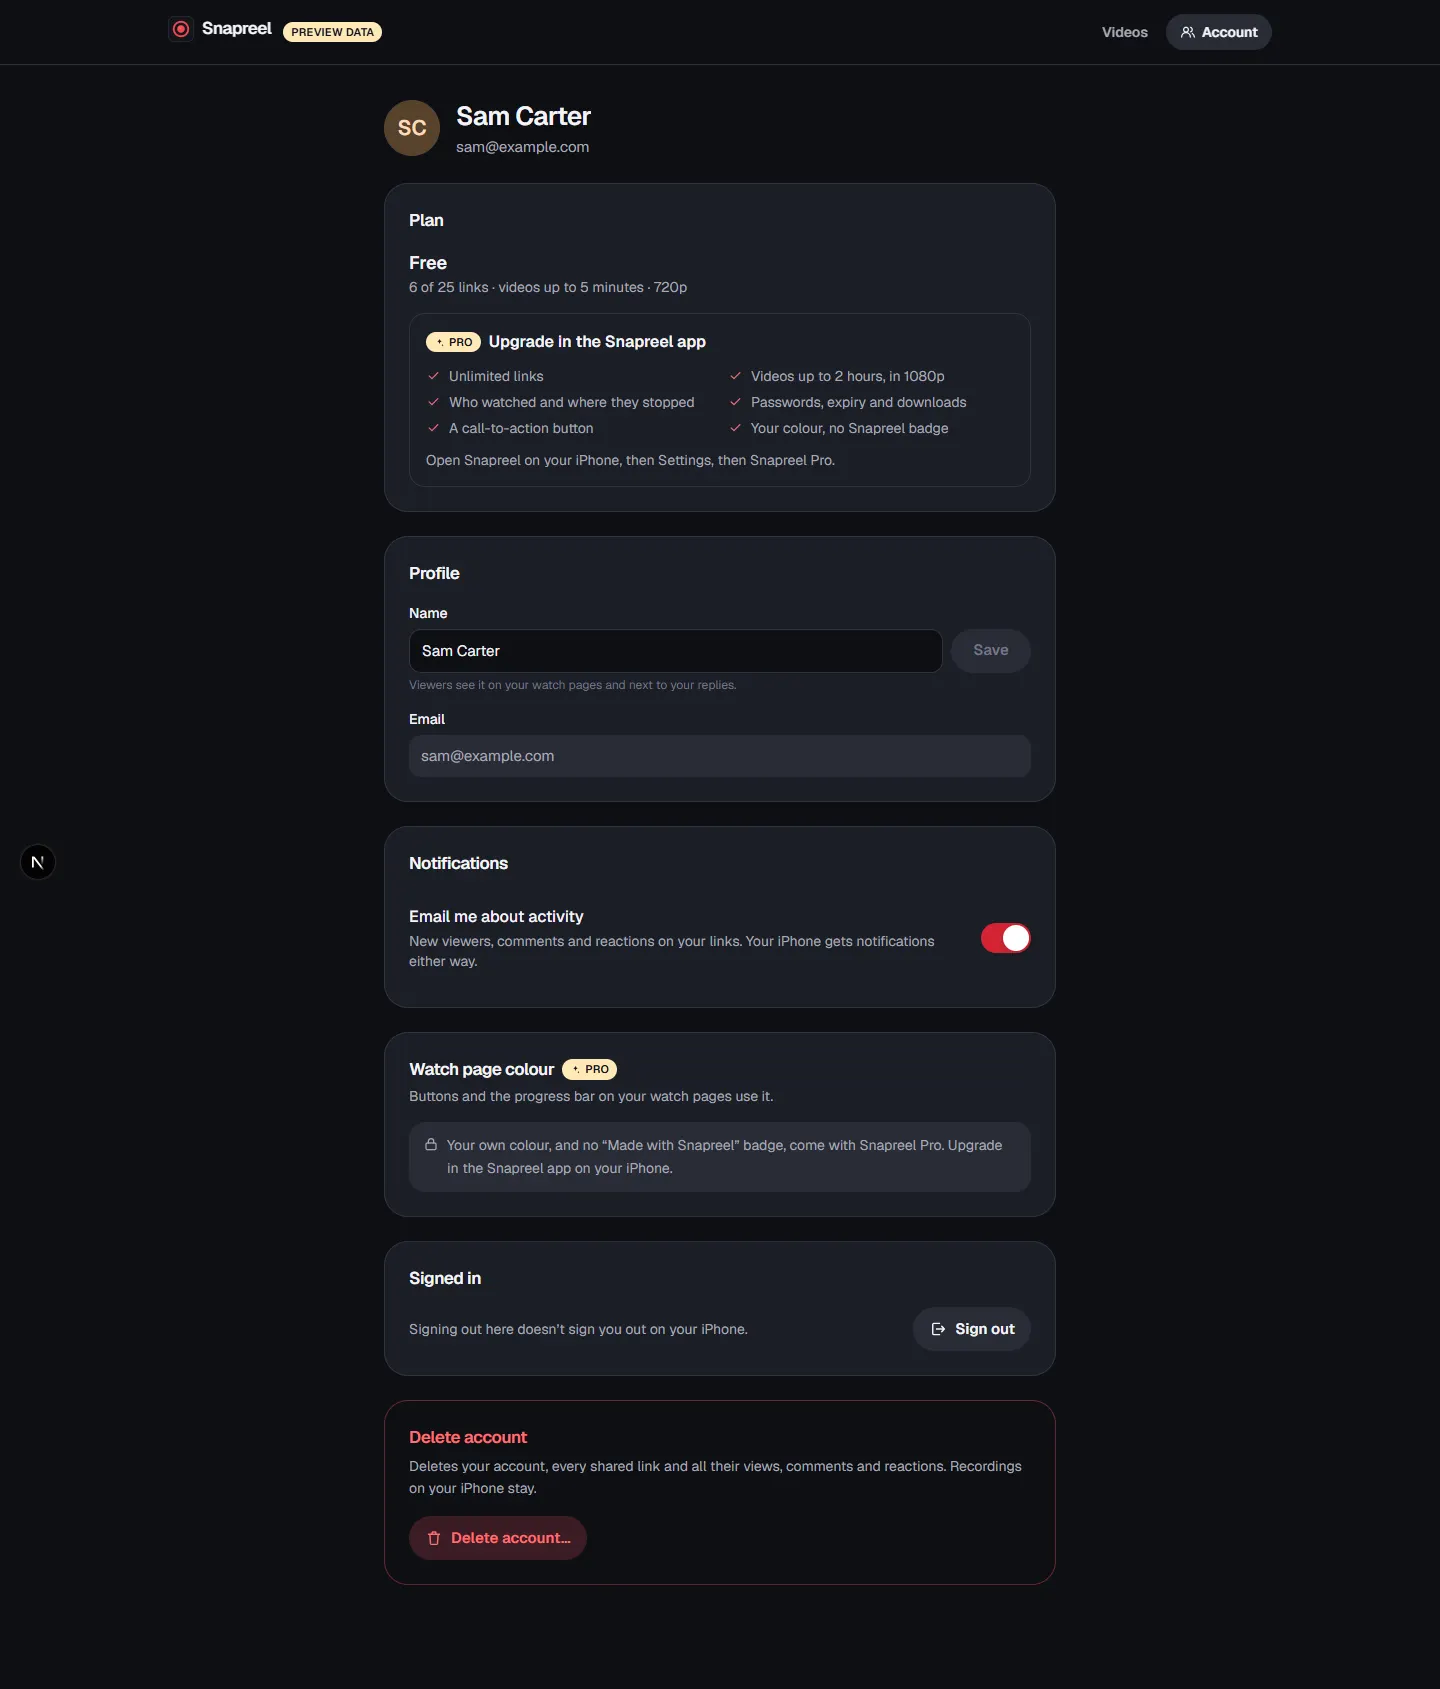 Snapreel
PREVIEW DATA
Videos
Account
SC
Sam Carter
sam@example.com
Plan
Free
6 of 25 links · videos up to 5 minutes · 720p
PRO
Upgrade in the Snapreel app
Unlimited links
Videos up to 2 hours, in 1080p
Who watched and where they stopped
Passwords, expiry and downloads
A call-to-action button
Your colour, no Snapreel badge
Open Snapreel on your iPhone, then Settings, then Snapreel Pro.
Profile
Name
Sam Carter
Save
Viewers see it on your watch pages and next to your replies.
Email
sam@example.com
N
Notifications
Email me about activity
New viewers, comments and reactions on your links. Your iPhone gets notifications
either way.
Watch page colour
PRO
Buttons and the progress bar on your watch pages use it.
Your own colour, and no “Made with Snapreel” badge, come with Snapreel Pro. Upgrade
in the Snapreel app on your iPhone.
Signed in
Signing out here doesn’t sign you out on your iPhone.
Sign out
Delete account
Deletes your account, every shared link and all their views, comments and reactions. Recordings
on your iPhone stay.
Delete account…